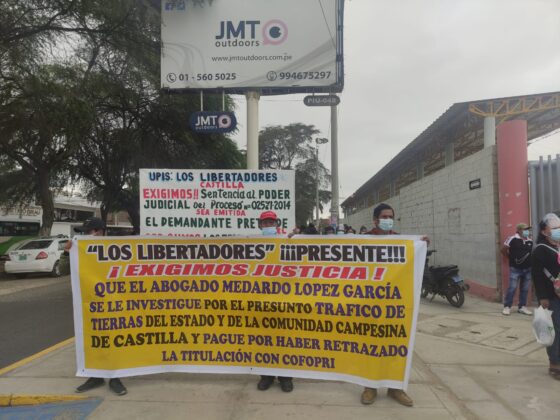 JMT
outdoors
www.jmtoutdoors.com.pe
01 - 560 5025
994675297
PIU-04B
JMT
outdoors
UPIS: LOS LIBERTADORES
CASTILLA
EXIGIMOS!! Sentencia al PODER
JUDICIAL Del Proceso Nº 02527-2014
SEA EMITIDA
EL DEMANDANTE PRE
"LOS LIBERTADORES" ¡¡¡PRESENTE!!!
¡ EXIGIMOS JUSTICIA !
QUE EL ABOGADO MEDARDO LOPEZ GARCÍA
SE LE INVESTIGUE POR EL PRESUNTO TRAFICO DE
TIERRAS DEL ESTADO Y DE LA COMUNIDAD CAMPESINA
DE CASTILLA Y PAGUE POR HABER RETRAZADO
LA TITULACIÓN CON COFOPRI